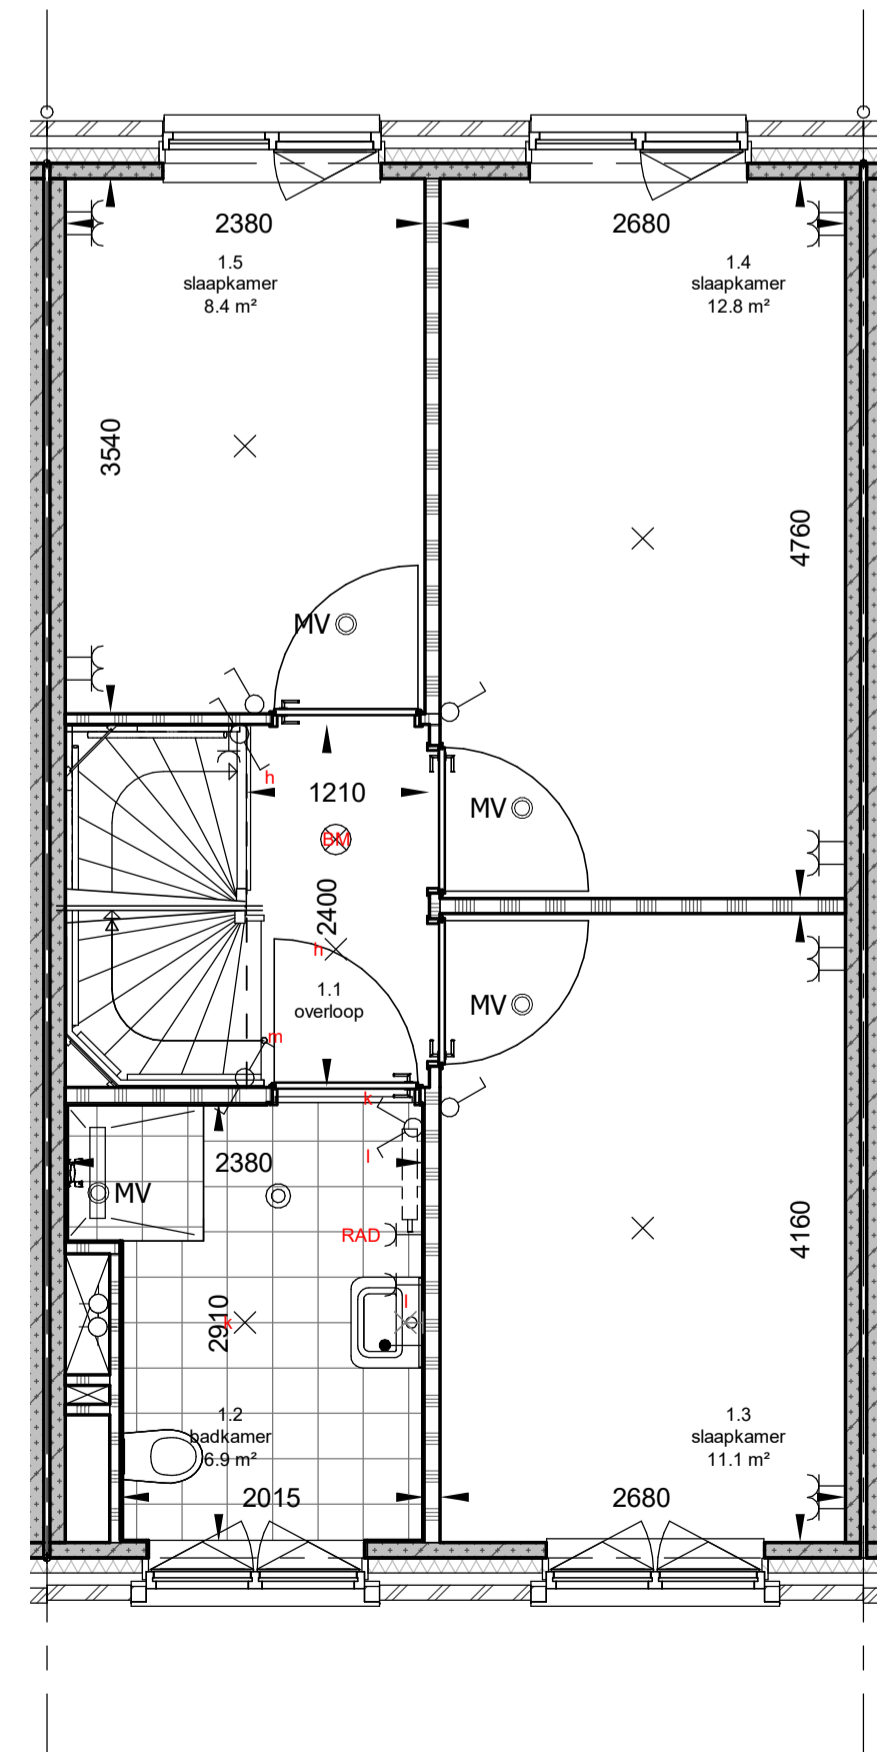 2380
2680
1.5
slaapkamer
8.4 m²
1.4
slaapkamer
12.8 m²
3540
4760
MV
h
1210
MV
BM
2400
h
1.1
overloop
MV
m
k
2380
l
MV
RAD
4160
l
k
2910
1.2
badkamer
6.9 m²
1.3
slaapkamer
11.1 m²
2015
2680